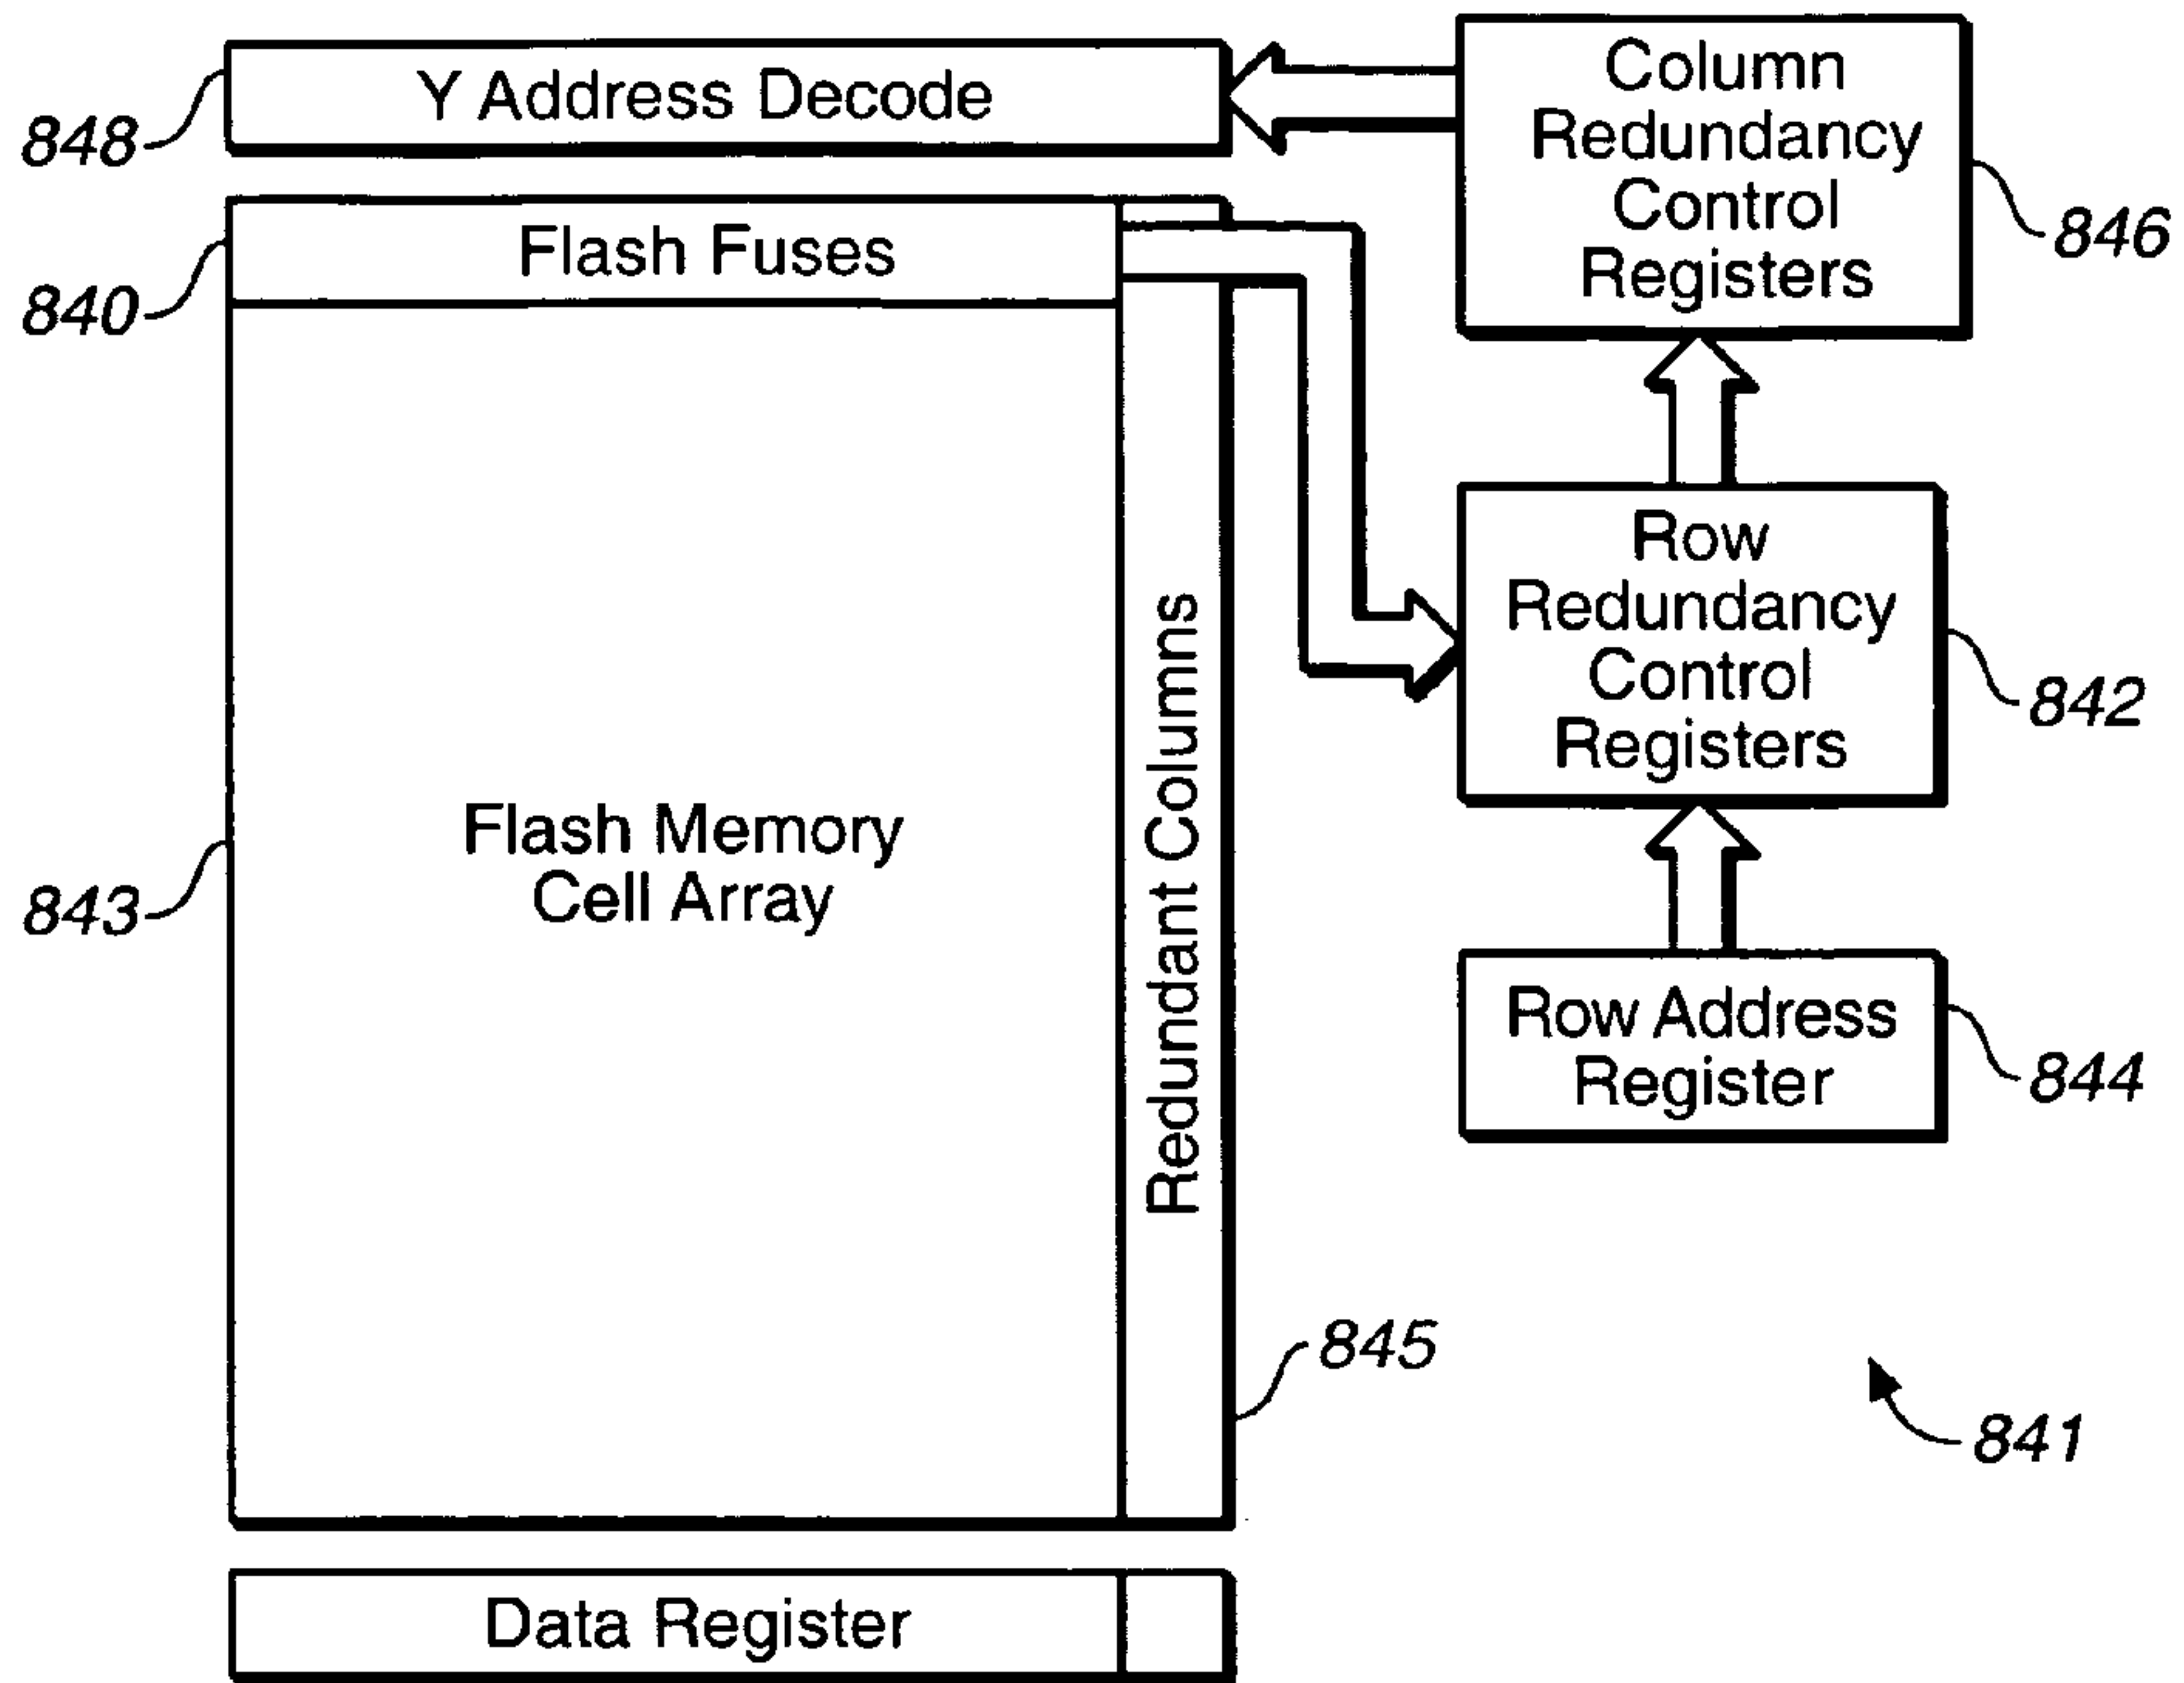 Y Address Decode
848
Column
Redundancy
Control
Registers
846
Flash Fuses
840
Row
Redundancy
Control
Registers
842
Flash Memory
Cell Array
843
Redundant Columns
845
Row Address
Register
844
841
Data Register